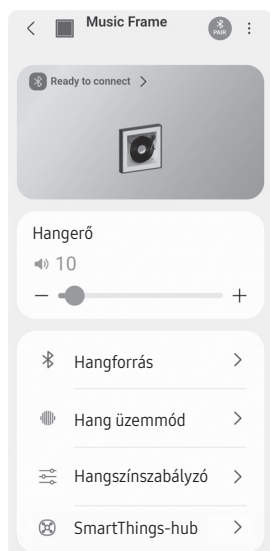 Music Frame
PAIR
Ready to connect
Hangerő
10
Hangforrás
Hang üzemmód
Hangszínszabályzó
SmartThings-hub